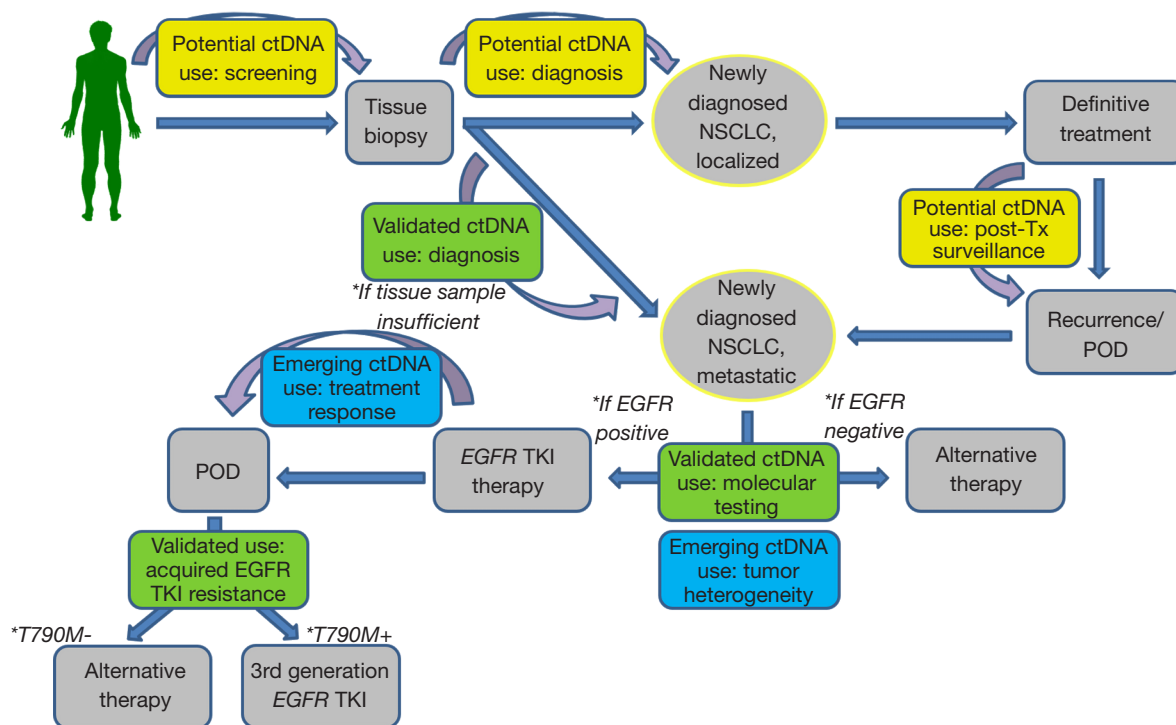 Potential ctDNA
use: screening
Potential ctDNA
use: diagnosis
Tissue
biopsy
Newly
diagnosed
NSCLC,
localized
Definitive
treatment
Validated ctDNA
use: diagnosis
*If tissue sample
insufficient
Potential ctDNA
use: post-Tx
surveillance
Newly
diagnosed
NSCLC,
metastatic
Recurrence/
POD
Emerging ctDNA
use: treatment
response
*If EGFR
positive
*If EGFR
negative
POD
EGFR TKI
therapy
Validated ctDNA
use: molecular
testing
Alternative
therapy
Emerging ctDNA
use: tumor
heterogeneity
Validated use:
acquired EGFR
TKI resistance
*T790M-
*T790M+
Alternative
therapy
3rd generation
EGFR TKI